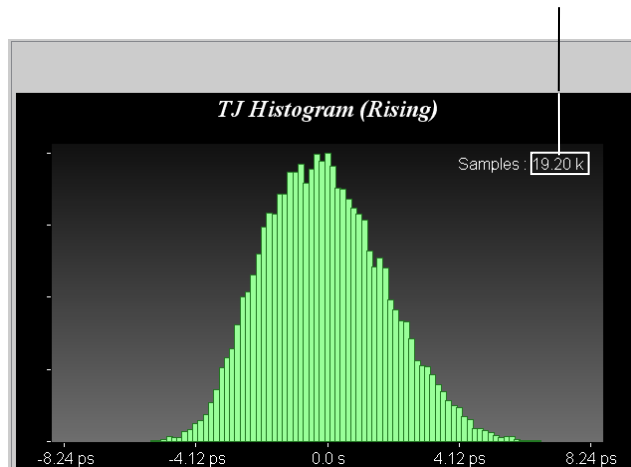 TJ Histogram (Rising)
Samples : 19.20 k
-8.24 ps -4.12 ps 0.0 s 4.12 ps 8.24 ps